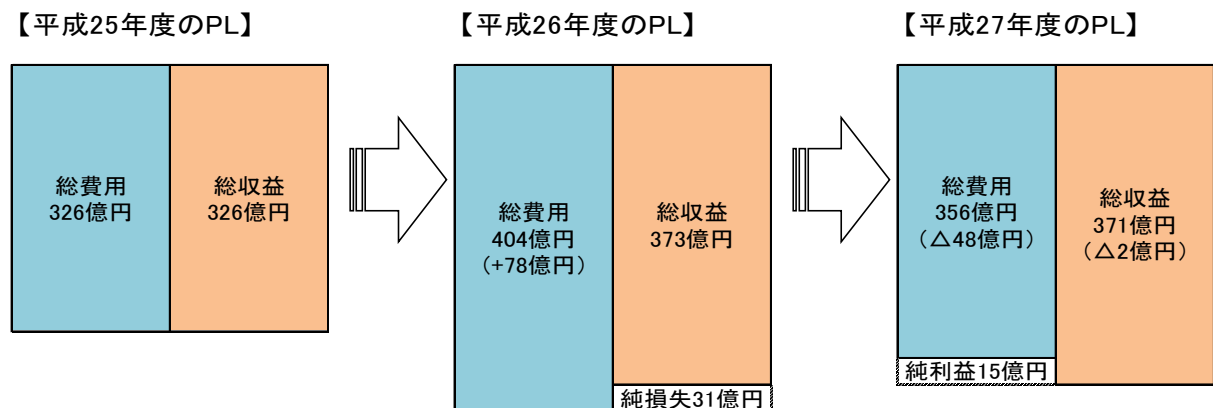 【平成25年度のPL】
総費用
326億円
総収益
326億円
【平成26年度のPL】
総費用
404億円
(+78億円)
総収益
373億円
純損失31億円
【平成27年度のPL】
総費用
356億円
(△48億円)
総収益
371億円
(△2億円)
純利益15億円